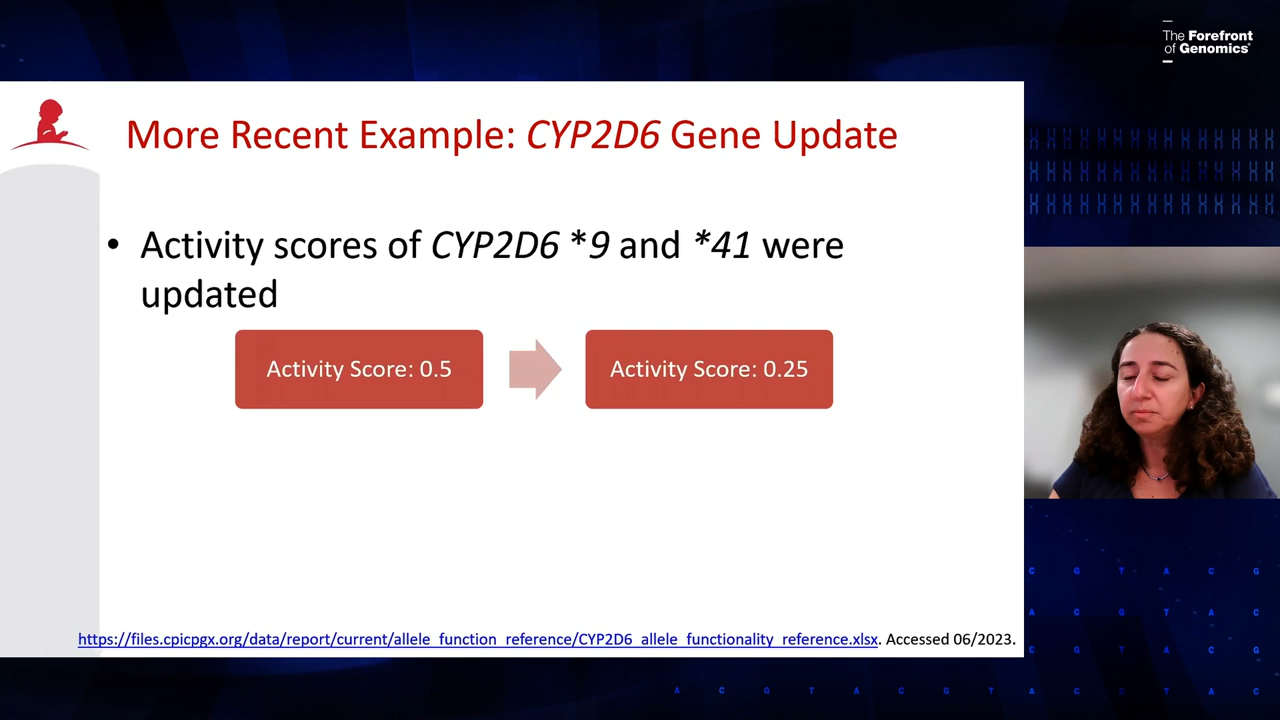 The Forefront
of Genomics®
More Recent Example: CYP2D6 Gene Update
• Activity scores of CYP2D6 *9 and *41 were
updated
Activity Score: 0.5
Activity Score: 0.25
https://files.cpicpgx.org/data/report/current/allele_function_reference/CYP2D6_allele_functionality_reference.xlsx. Accessed 06/2023.
C G T A C G
A C G T A C
C G T A C G
A C G T A C G T A C G T A C